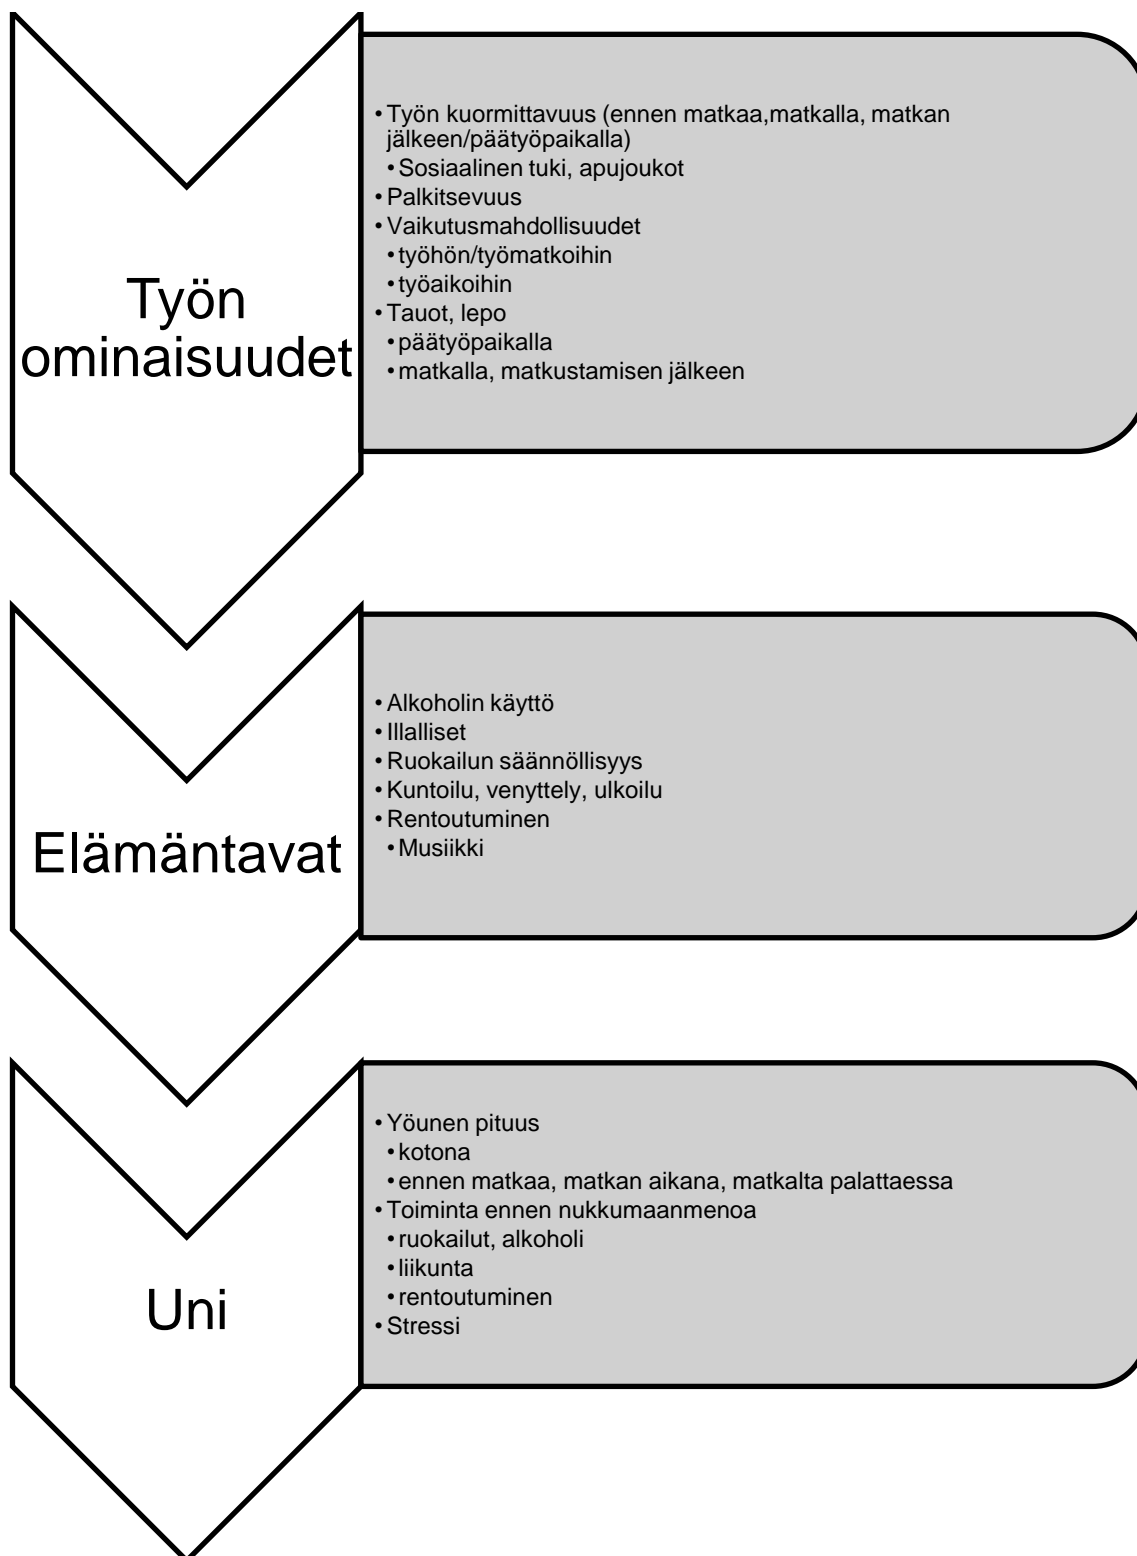 Työn
ominaisuudet
• Työn kuormittavuus (ennen matkaa,matkalla, matkan
jälkeen/päätyöpaikalla)
• Sosiaalinen tuki, apujoukot
• Palkitsevuus
• Vaikutusmahdollisuudet
• työhön/työmatkoihin
• työaikoihin
• Tauot, lepo
• päätyöpaikalla
• matkalla, matkustamisen jälkeen
Elämäntavat
• Alkoholin käyttö
• Illalliset
• Ruokailun säännöllisyys
• Kuntoilu, venyttely, ulkoilu
• Rentoutuminen
• Musiikki
Uni
• Yöunen pituus
• kotona
• ennen matkaa, matkan aikana, matkalta palattaessa
• Toiminta ennen nukkumaanmenoa
• ruokailut, alkoholi
• liikunta
• rentoutuminen
• Stressi